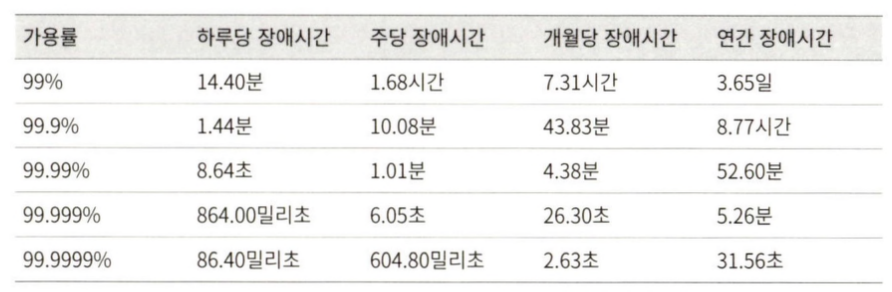 가용률 하루당 장애시간 주당 장애시간 개월당 장애시간 연간 장애시간
99% 14.40분 1.68시간 7.31시간 3.65일
99.9% 1.44분 10.08분 43.83분 8.77시간
99.99% 8.64초 1.01분 4.38분 52.60분
99.999% 864.00밀리초 6.05초 26.30초 5.26분
99.9999% 86.40밀리초 604.80밀리초 2.63초 31.56초